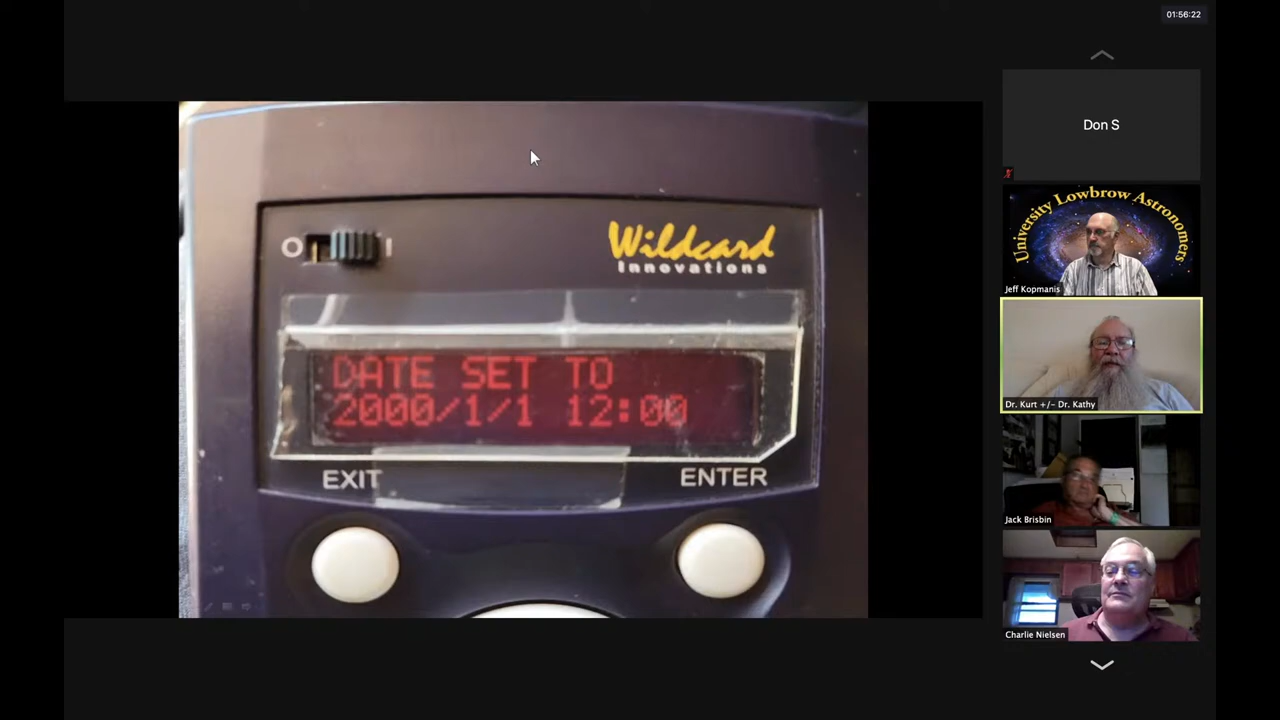 01:56:22
Don S
University Lowbrow Astronomers
Jeff Kopmanis
Dr. Kurt +/- Dr. Kathy
Jack Brisbin
Charlie Nielsen
O I
Wildcard
Innovations
DATE SET TO
2000/1/1 12:00
EXIT ENTER